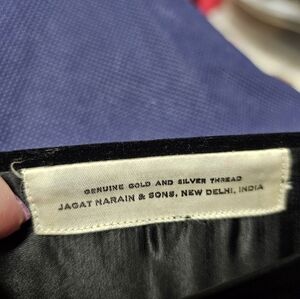 GENUINE GOLD AND SILVER THREAD
JAGAT NARAIN & SONS, NEW DELHI, INDIA